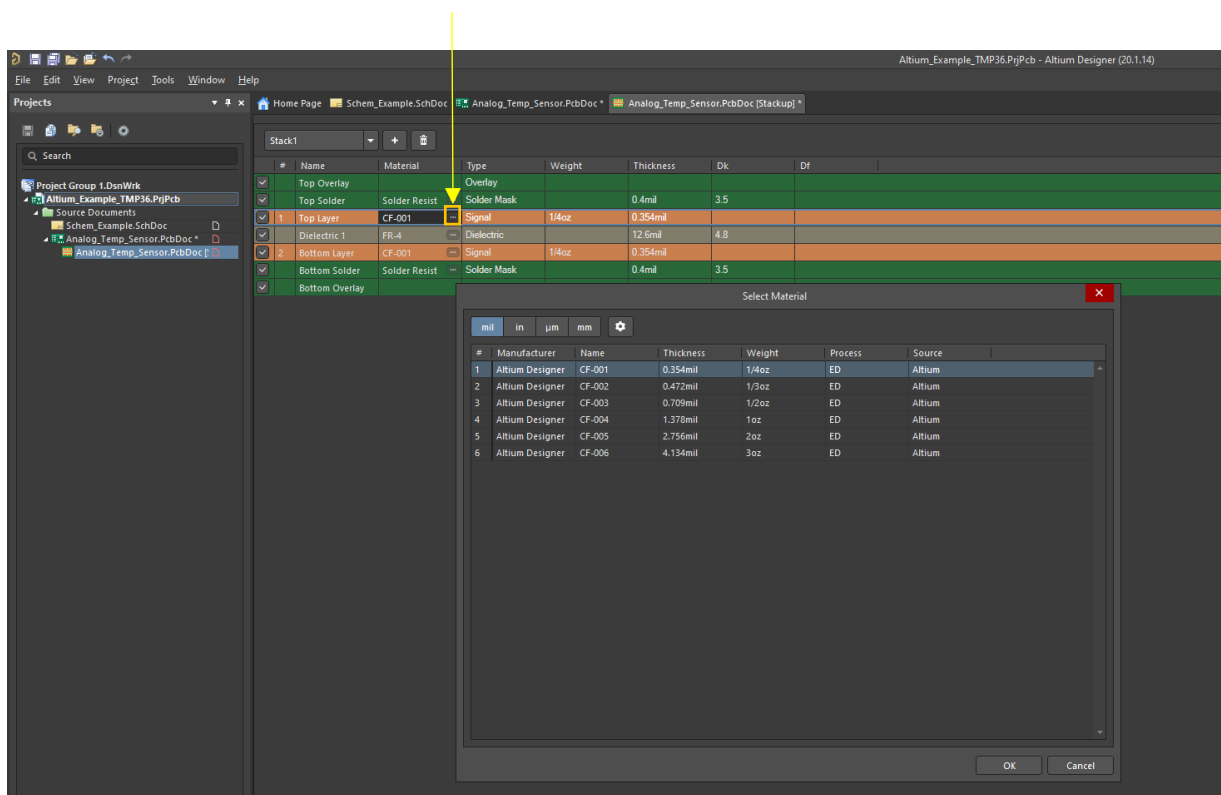 Altium_Example_TMP36.PrjPcb - Altium Designer (20.1.14)
File Edit View Project Tools Window Help
Projects
Home Page Schem_Example.SchDoc Analog_Temp_Sensor.PcbDoc * Analog_Temp_Sensor.PcbDoc [Stackup] *
Search
Project Group 1.DsnWrk
Altium_Example_TMP36.PrjPcb
Source Documents
Schem_Example.SchDoc
Analog_Temp_Sensor.PcbDoc *
Analog_Temp_Sensor.PcbDoc [
Stack1 +
# Name Material Type Weight Thickness Dk Df
Top Overlay Overlay
Top Solder Solder Resist ... Solder Mask 0.4mil 3.5
1 Top Layer CF-001 ... Signal 1/4oz 0.354mil
Dielectric 1 FR-4 ... Dielectric 12.6mil 4.8
2 Bottom Layer CF-001 ... Signal 1/4oz 0.354mil
Bottom Solder Solder Resist ... Solder Mask 0.4mil 3.5
Bottom Overlay
Select Material
mil in µm mm
# Manufacturer Name Thickness Weight Process Source
1 Altium Designer CF-001 0.354mil 1/4oz ED Altium
2 Altium Designer CF-002 0.472mil 1/3oz ED Altium
3 Altium Designer CF-003 0.709mil 1/2oz ED Altium
4 Altium Designer CF-004 1.378mil 1oz ED Altium
5 Altium Designer CF-005 2.756mil 2oz ED Altium
6 Altium Designer CF-006 4.134mil 3oz ED Altium
OK Cancel